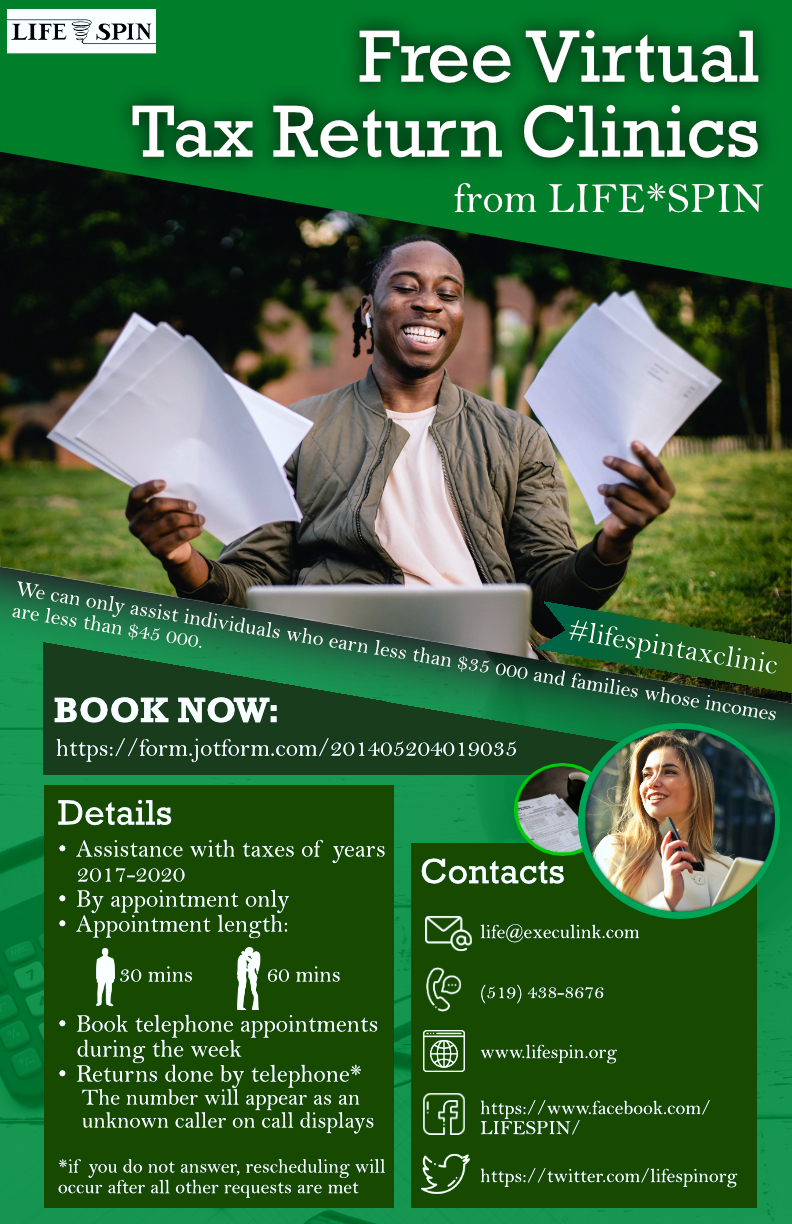 LIFE SPIN
Free Virtual
Tax Return Clinics
from LIFE*SPIN
We can only assist individuals who earn less than $35 000 and families whose incomes
are less than $45 000.
#lifespintaxclinic
BOOK NOW:
https://form.jotform.com/201405204019035
Details
• Assistance with taxes of years
2017-2020
• By appointment only
• Appointment length:
30 mins
60 mins
• Book telephone appointments
during the week
• Returns done by telephone*
The number will appear as an
unknown caller on call displays
*if you do not answer, rescheduling will
occur after all other requests are met
Contacts
life@execulink.com
(519) 438-8676
www.lifespin.org
https://www.facebook.com/
LIFESPIN/
https://twitter.com/lifespinorg